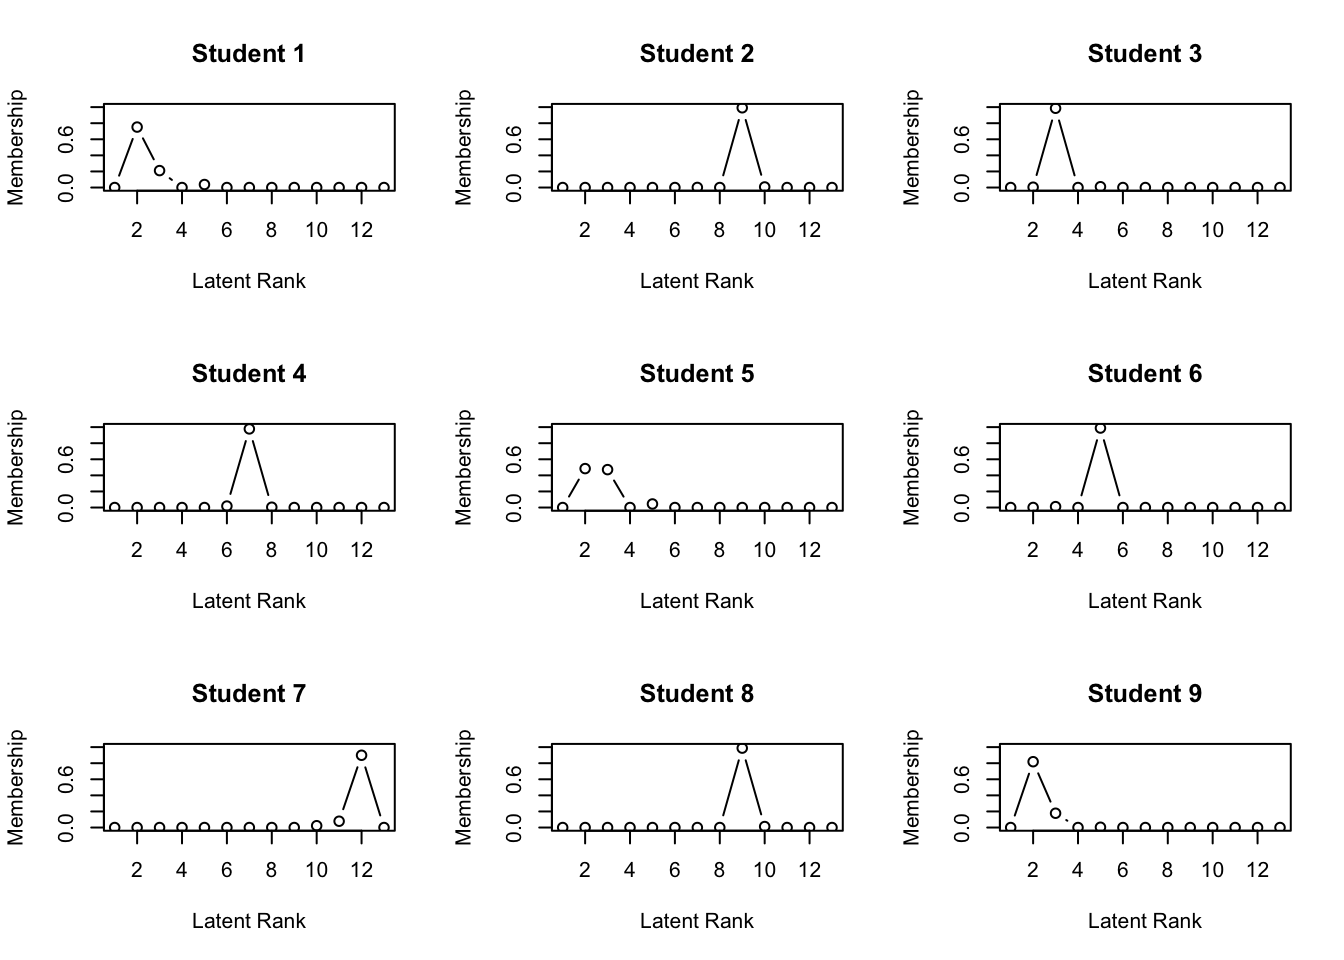 Student 1
Membership
0.0 0.6
2 4 6 8 10 12
Latent Rank
Student 2
Membership
0.0 0.6
2 4 6 8 10 12
Latent Rank
Student 3
Membership
0.0 0.6
2 4 6 8 10 12
Latent Rank
Student 4
Membership
0.0 0.6
2 4 6 8 10 12
Latent Rank
Student 5
Membership
0.0 0.6
2 4 6 8 10 12
Latent Rank
Student 6
Membership
0.0 0.6
2 4 6 8 10 12
Latent Rank
Student 7
Membership
0.0 0.6
2 4 6 8 10 12
Latent Rank
Student 8
Membership
0.0 0.6
2 4 6 8 10 12
Latent Rank
Student 9
Membership
0.0 0.6
2 4 6 8 10 12
Latent Rank